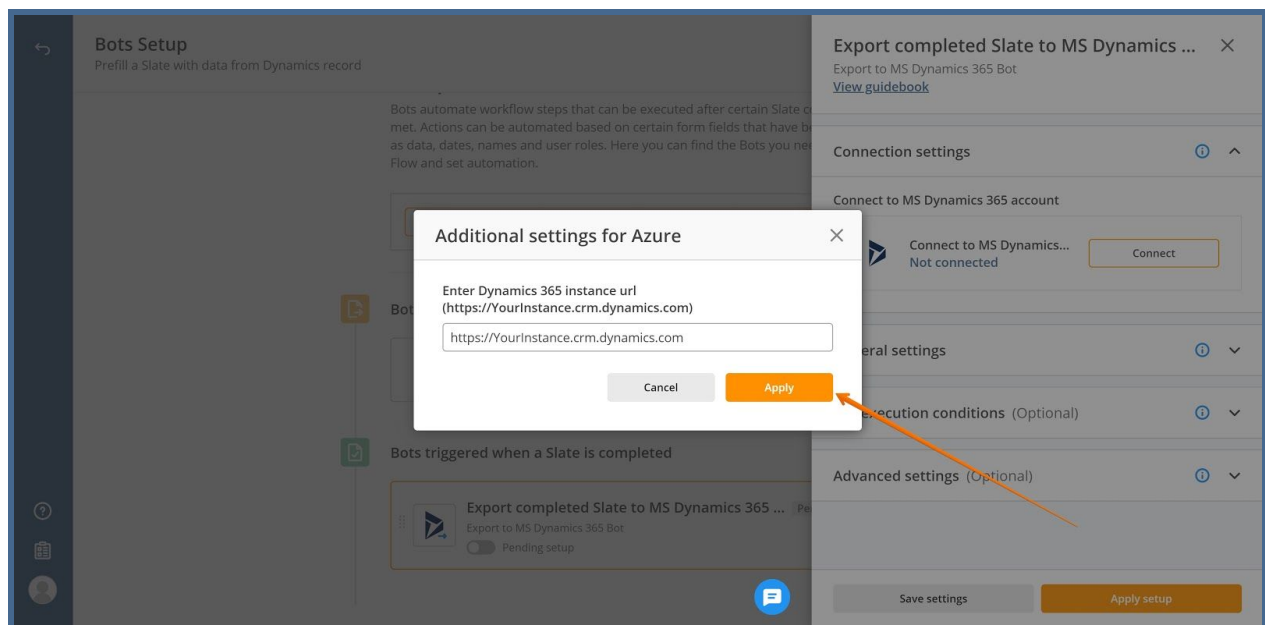 Bots Setup
Prefill a Slate with data from Dynamics record
Bots automate workflow steps that can be executed after certain Slate
met. Actions can be automated based on certain form fields that have
as data, dates, names and user roles. Here you can find the Bots you
Flow and set automation.
Bot
Bots triggered when a Slate is completed
Export completed Slate to MS Dynamics 365 ...
Export to MS Dynamics 365 Bot
Pending setup
Additional settings for Azure
Enter Dynamics 365 instance url
(https://YourInstance.crm.dynamics.com)
https://YourInstance.crm.dynamics.com
Cancel Apply
Export completed Slate to MS Dynamics ...
Export to MS Dynamics 365 Bot
View guidebook
Connection settings
Connect to MS Dynamics 365 account
Connect to MS Dynamics...
Not connected
Connect
eral settings
execution conditions (Optional)
Advanced settings (Optional)
Save settings Apply setup